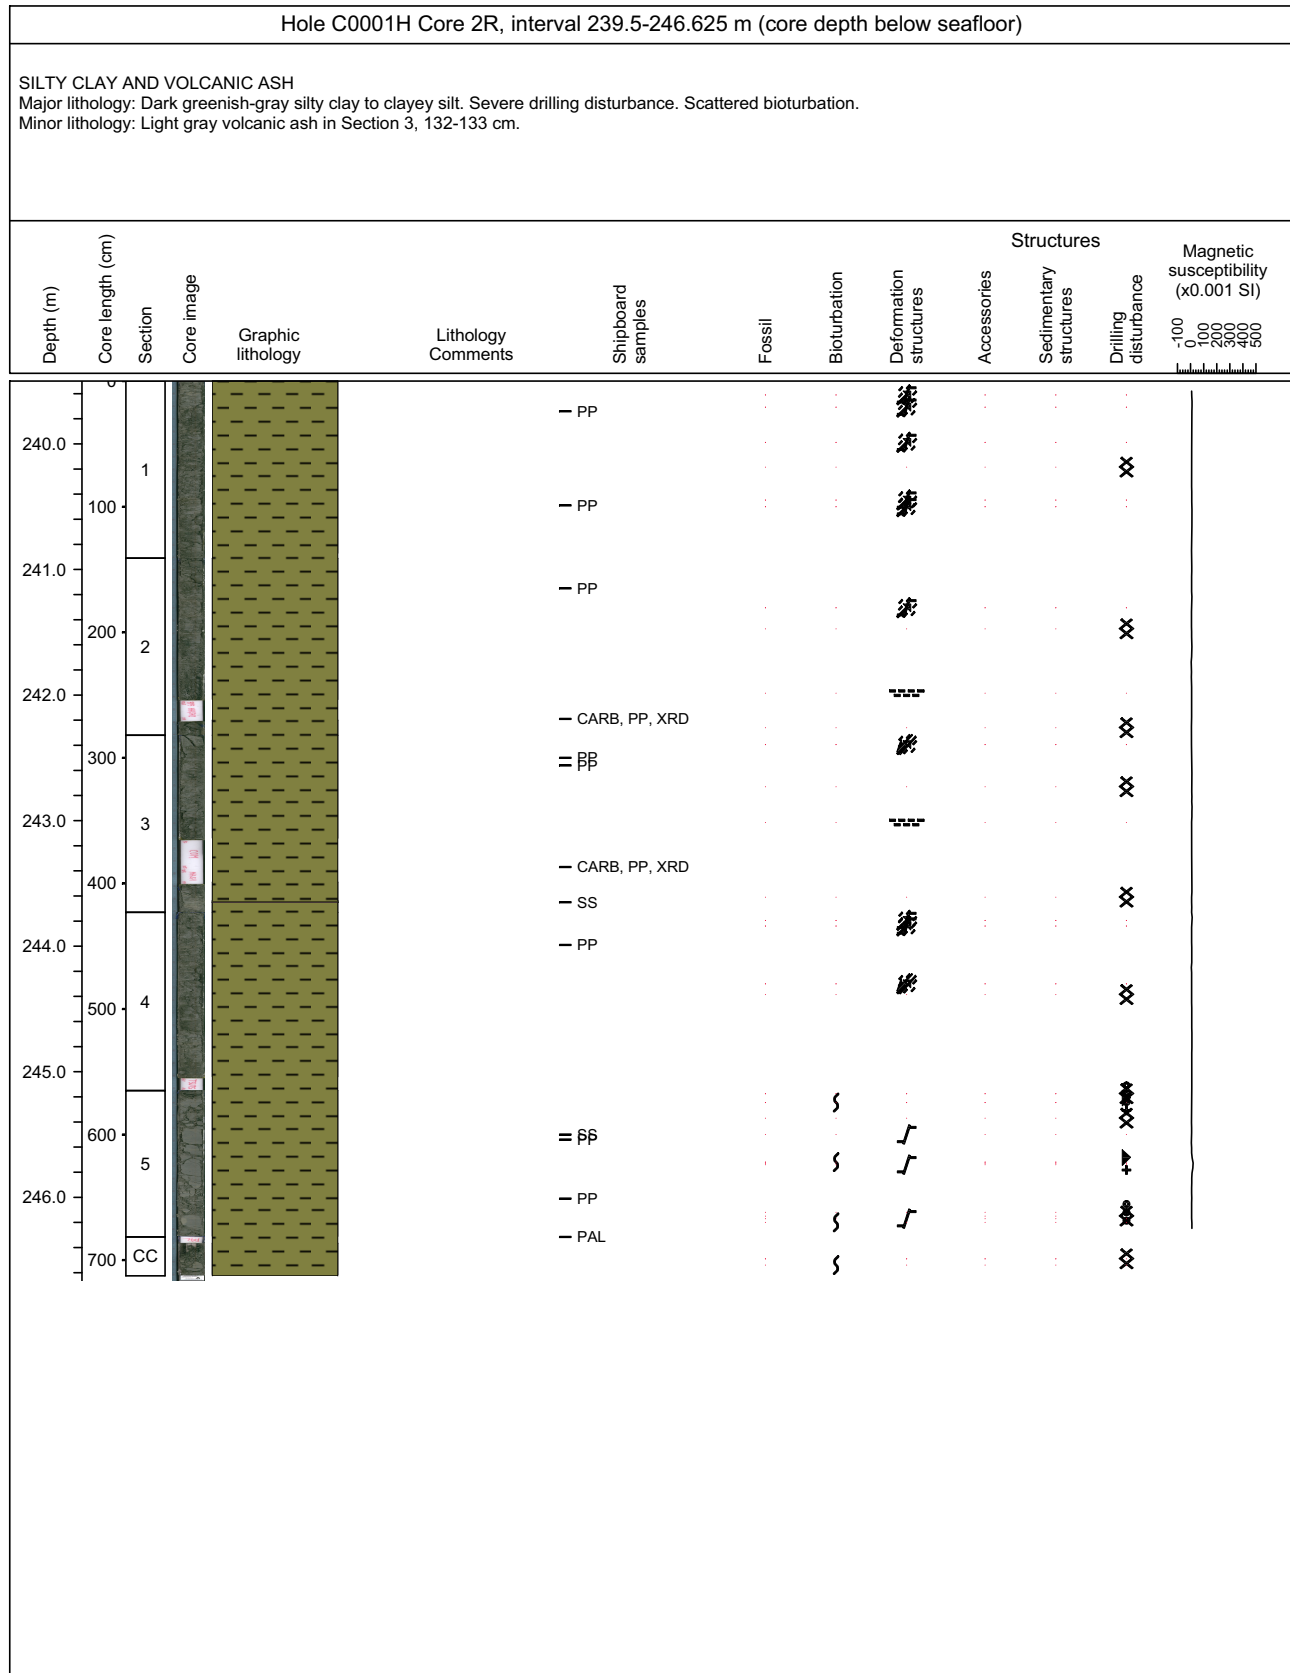 Hole C0001H Core 2R, interval 239.5-246.625 m (core depth below seafloor)
SILTY CLAY AND VOLCANIC ASH
Major lithology: Dark greenish-gray silty clay to clayey silt. Severe drilling disturbance. Scattered bioturbation.
Minor lithology: Light gray volcanic ash in Section 3, 132-133 cm.
Depth (m)
Core length (cm)
Section
Core image
Graphic
lithology
Lithology
Comments
Shipboard
samples
Fossil
Bioturbation
Structures
Deformation
structures
Accessories
Sedimentary
structures
Drilling
disturbance
Magnetic
susceptibility
(x0.001 SI)
-100
0
100
200
300
400
500
0
PP
240.0
1
100
PP
241.0
PP
200
2
242.0
CARB, PP, XRD
300
PP
PP
243.0
3
CARB, PP, XRD
400
SS
244.0
PP
500
4
245.0
600
SS
PP
5
246.0
PP
PAL
700
CC